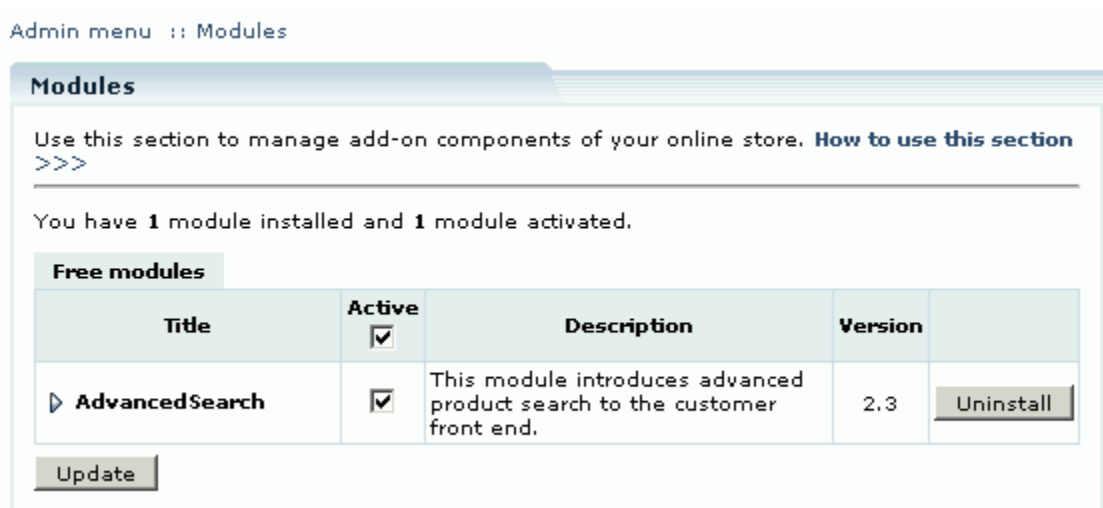 Admin menu :: Modules
Modules
Use this section to manage add-on components of your online store. How to use this section
>>>
You have 1 module installed and 1 module activated.
Free modules
Title Active Description Version
AdvancedSearch This module introduces advanced product search to the customer front end. 2.3 Uninstall
Update